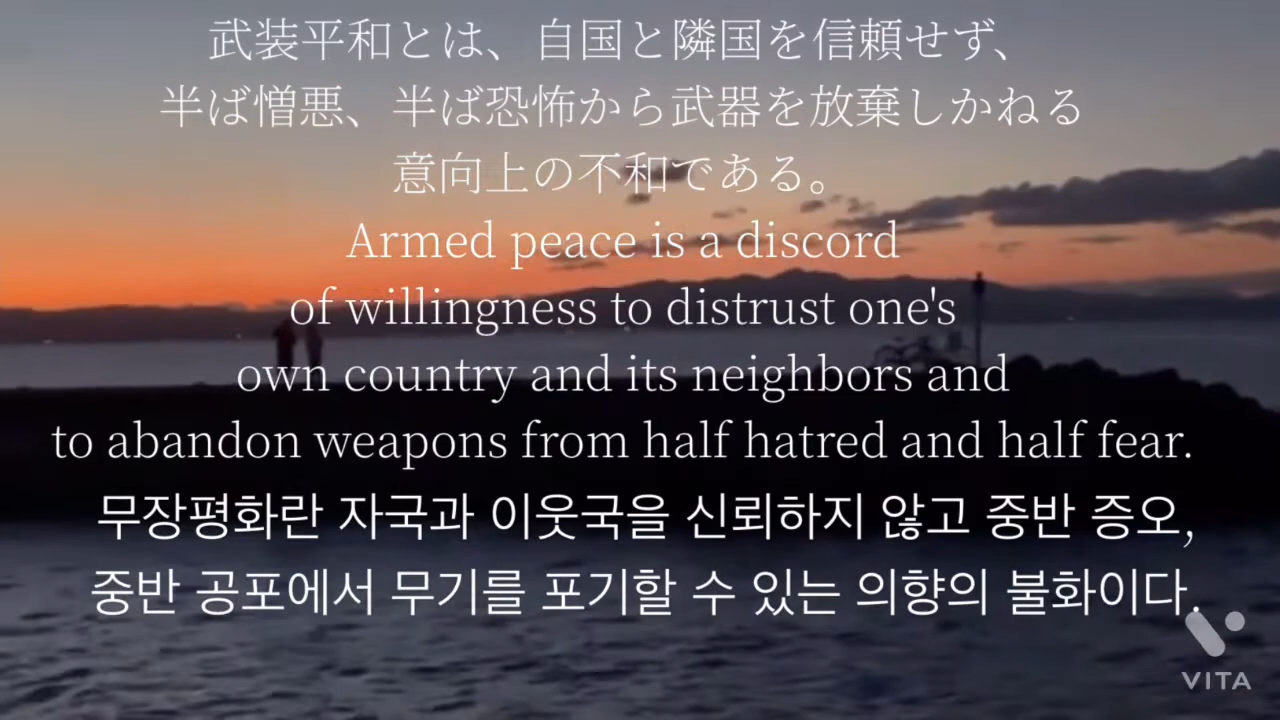 武装平和とは、自国と隣国を信頼せず、
半ば憎悪、半ば恐怖から武器を放棄しかねる
意向上の不和である。
Armed peace is a discord
of willingness to distrust one's
own country and its neighbors and
to abandon weapons from half hatred and half fear.
무장평화란 자국과 이웃국을 신뢰하지 않고 중반 증오,
중반 공포에서 무기를 포기할 수 있는 의향의 불화이다.
VITA